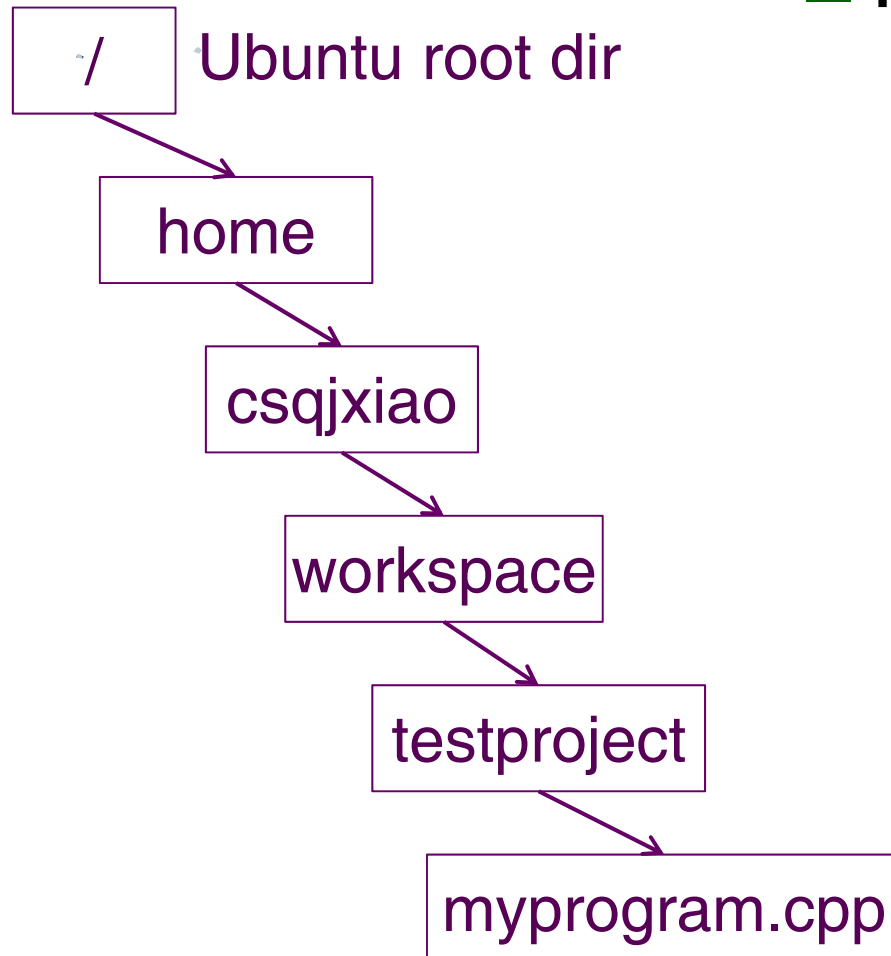 / Ubuntu root dir
home
csqjxiao
workspace
testproject
myprogram.cpp